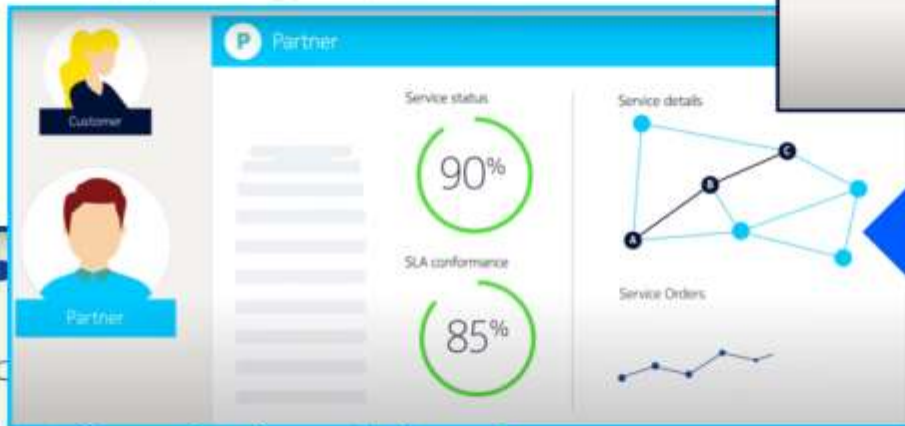 Customer
Partner
P Partner
Service status
90%
SLA conformance
85%
Service details
A
B
C
Service Orders